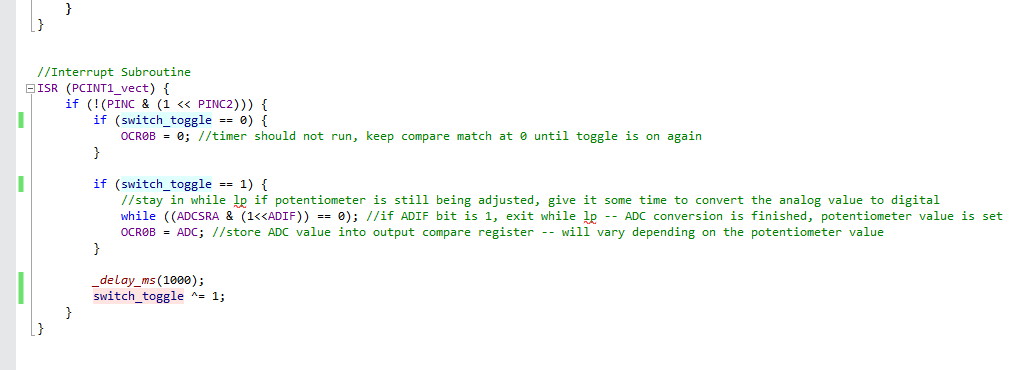 }
}
//Interrupt Subroutine
ISR (PCINT1_vect) {
if (!(PINC & (1 << PINC2))) {
if (switch_toggle == 0) {
OCR0B = 0; //timer should not run, keep compare match at 0 until toggle is on again
}
if (switch_toggle == 1) {
//stay in while lp if potentiometer is still being adjusted, give it some time to convert the analog value to digital
while ((ADCSRA & (1<<ADIF)) == 0); //if ADIF bit is 1, exit while lp -- ADC conversion is finished, potentiometer value is set
OCR0B = ADC; //store ADC value into output compare register -- will vary depending on the potentiometer value
}
_delay_ms(1000);
switch_toggle ^= 1;
}
}